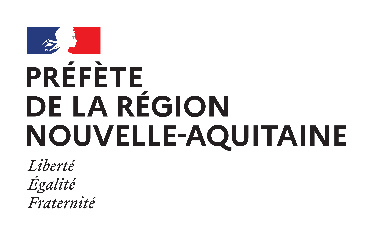 PRÉFÈTE
DE LA RÉGION
NOUVELLE-AQUITAINE
Liberté
Égalité
Fraternité